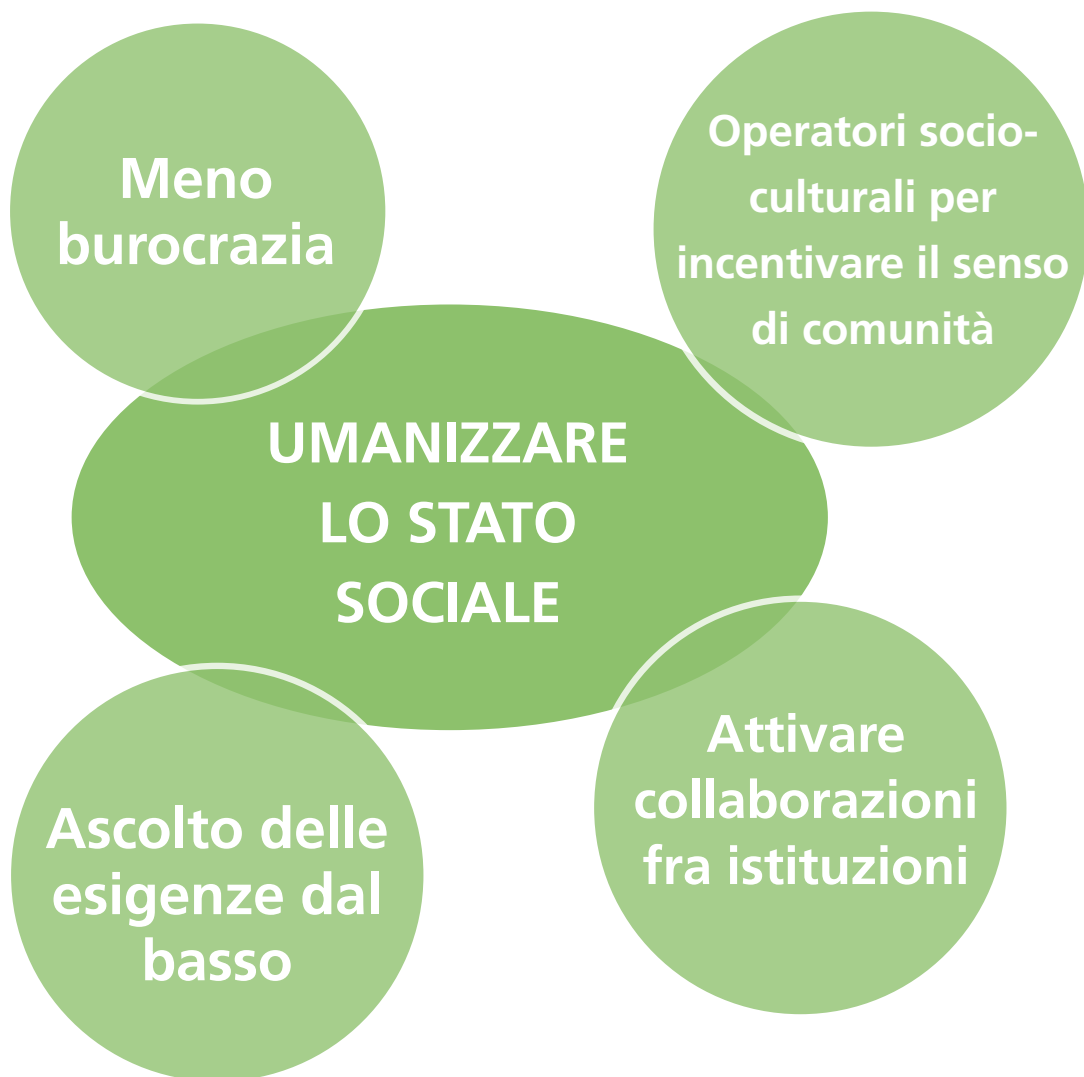 Meno
burocrazia
Operatori socio-
culturali per
incentivare il senso
di comunità
UMANIZZARE
LO STATO
SOCIALE
Ascolto delle
esigenze dal
basso
Attivare
collaborazioni
fra istituzioni